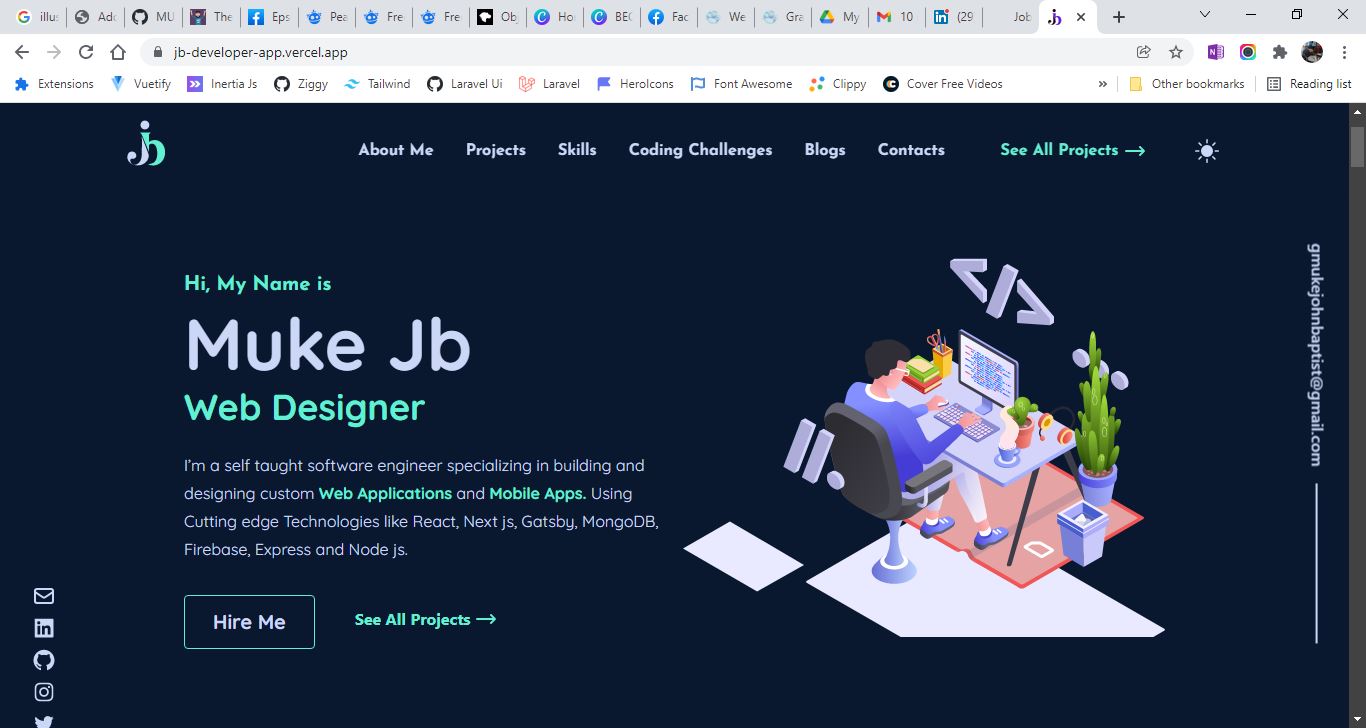 illus
Adc
MU
The
Eps
Pea
Fre
Fre
Obj
Ho
BEC
Fac
We
Gra
My
10
(29
Job
jb-developer-app.vercel.app
Extensions
Vuetify
Inertia Js
Ziggy
Tailwind
Laravel Ui
Laravel
HeroIcons
Font Awesome
Clippy
Cover Free Videos
»
Other bookmarks
Reading list
Jb
About Me
Projects
Skills
Coding Challenges
Blogs
Contacts
See All Projects
Hi, My Name is
Muke Jb
Web Designer
I'm a self taught software engineer specializing in building and
designing custom Web Applications and Mobile Apps. Using
Cutting edge Technologies like React, Next js, Gatsby, MongoDB,
Firebase, Express and Node js.
Hire Me
See All Projects
</>
gmukejohnbaptist@gmail.com